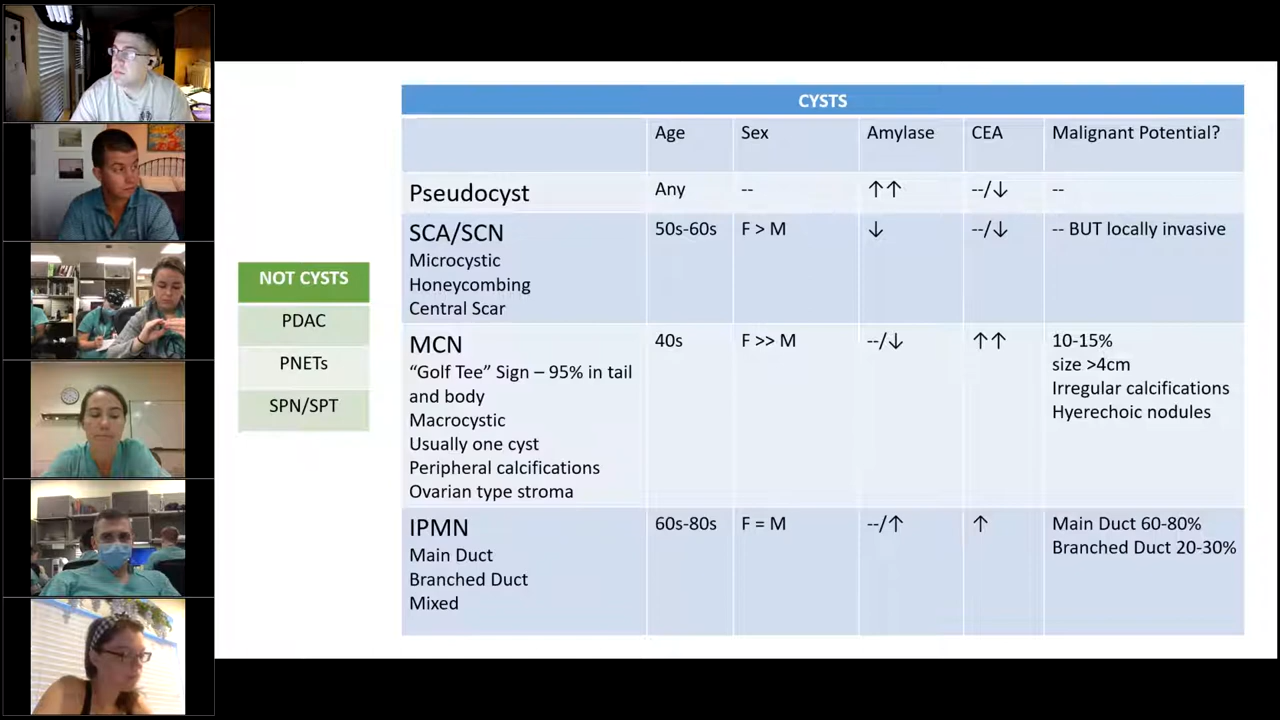 CYSTS
Age Sex Amylase CEA Malignant Potential?
Pseudocyst Any -- ↑↑ --/↓ --
SCA/SCN 50s-60s F > M ↓ --/↓ -- BUT locally invasive
Microcystic
Honeycombing
Central Scar
MCN 40s F >> M --/↓ ↑↑ 10-15%
“Golf Tee” Sign – 95% in tail size >4cm
and body Irregular calcifications
Macrocystic Hyerechoic nodules
Usually one cyst
Peripheral calcifications
Ovarian type stroma
IPMN 60s-80s F = M --/↑ ↑ Main Duct 60-80%
Main Duct Branched Duct 20-30%
Branched Duct
Mixed
NOT CYSTS
PDAC
PNETs
SPN/SPT